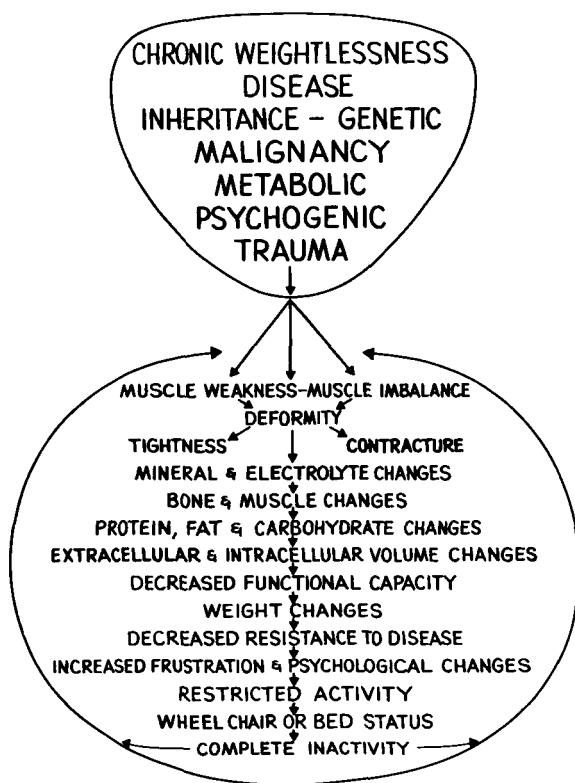 CHRONIC WEIGHTLESSNESS
DISEASE
INHERITANCE – GENETIC
MALIGNANCY
METABOLIC
PSYCHOGENIC
TRAUMA
MUSCLE WEAKNESS–MUSCLE IMBALANCE
DEFORMITY
TIGHTNESS CONTRACTURE
MINERAL & ELECTROLYTE CHANGES
BONE & MUSCLE CHANGES
PROTEIN, FAT & CARBOHYDRATE CHANGES
EXTRACELLULAR & INTRACELLULAR VOLUME CHANGES
DECREASED FUNCTIONAL CAPACITY
WEIGHT CHANGES
DECREASED RESISTANCE TO DISEASE
INCREASED FRUSTRATION & PSYCHOLOGICAL CHANGES
RESTRICTED ACTIVITY
WHEEL CHAIR OR BED STATUS
COMPLETE INACTIVITY